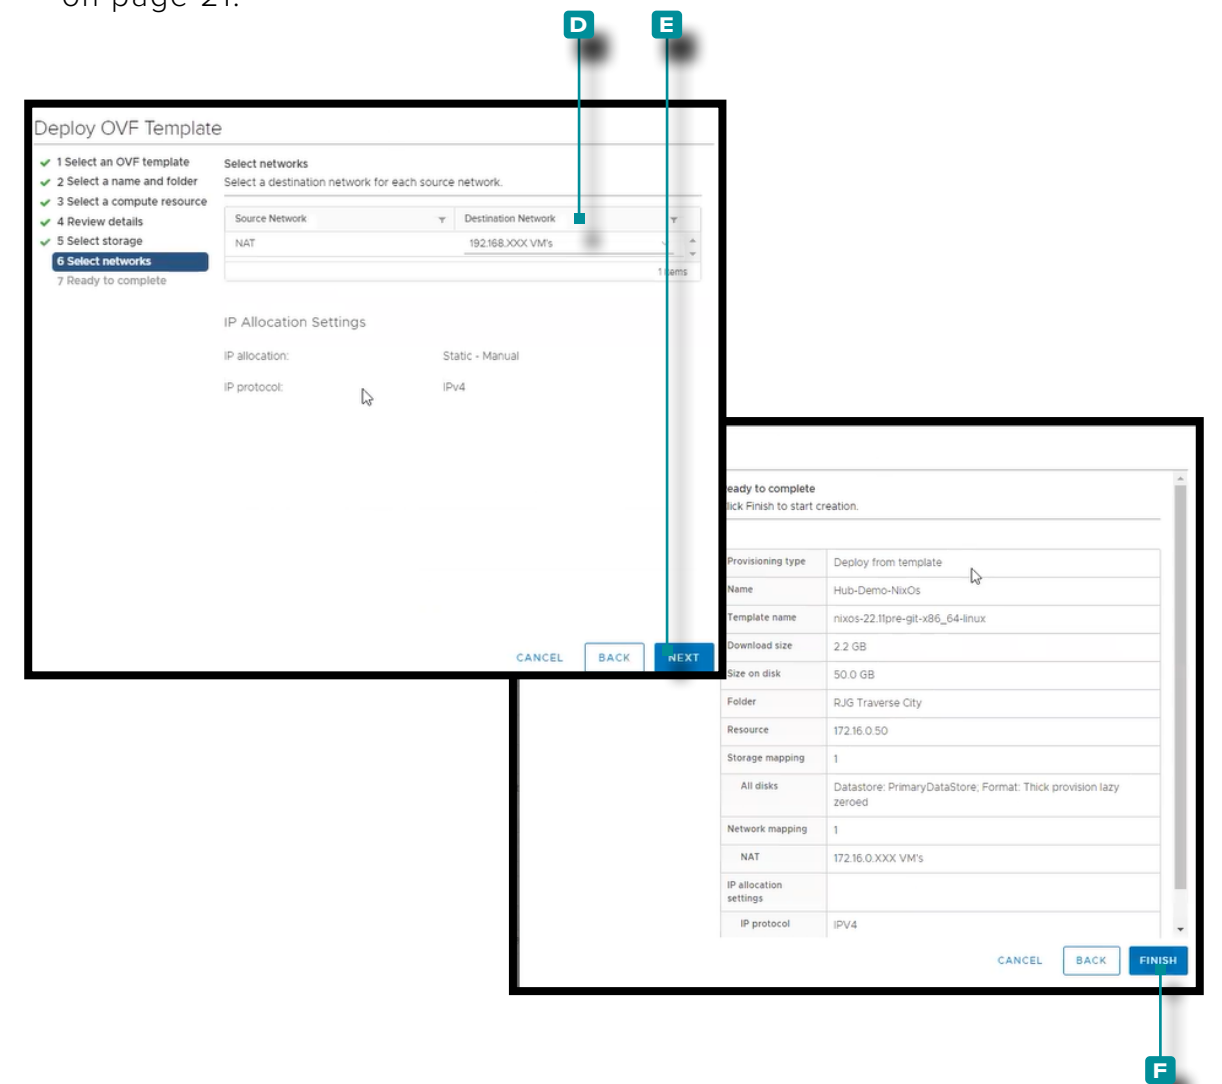 on page 21.
D
E
Deploy OVF Template
1 Select an OVF template
2 Select a name and folder
3 Select a compute resource
4 Review details
5 Select storage
6 Select networks
7 Ready to complete
Select networks
Select a destination network for each source network.
Source Network
Destination Network
NAT
192.168.XXX VM's
1 items
IP Allocation Settings
IP allocation:
Static - Manual
IP protocol:
IPv4
CANCEL
BACK
NEXT
eady to complete
lick Finish to start creation.
Provisioning type
Deploy from template
Name
Hub-Demo-NixOs
Template name
nixos-22.11pre-git-x86_64-linux
Download size
2.2 GB
Size on disk
50.0 GB
Folder
RJG Traverse City
Resource
172.16.0.50
Storage mapping
1
All disks
Datastore: PrimaryDataStore; Format: Thick provision lazy
zeroed
Network mapping
1
NAT
172.16.0.XXX VM's
IP allocation
settings
IP protocol
IPV4
CANCEL
BACK
FINISH
F